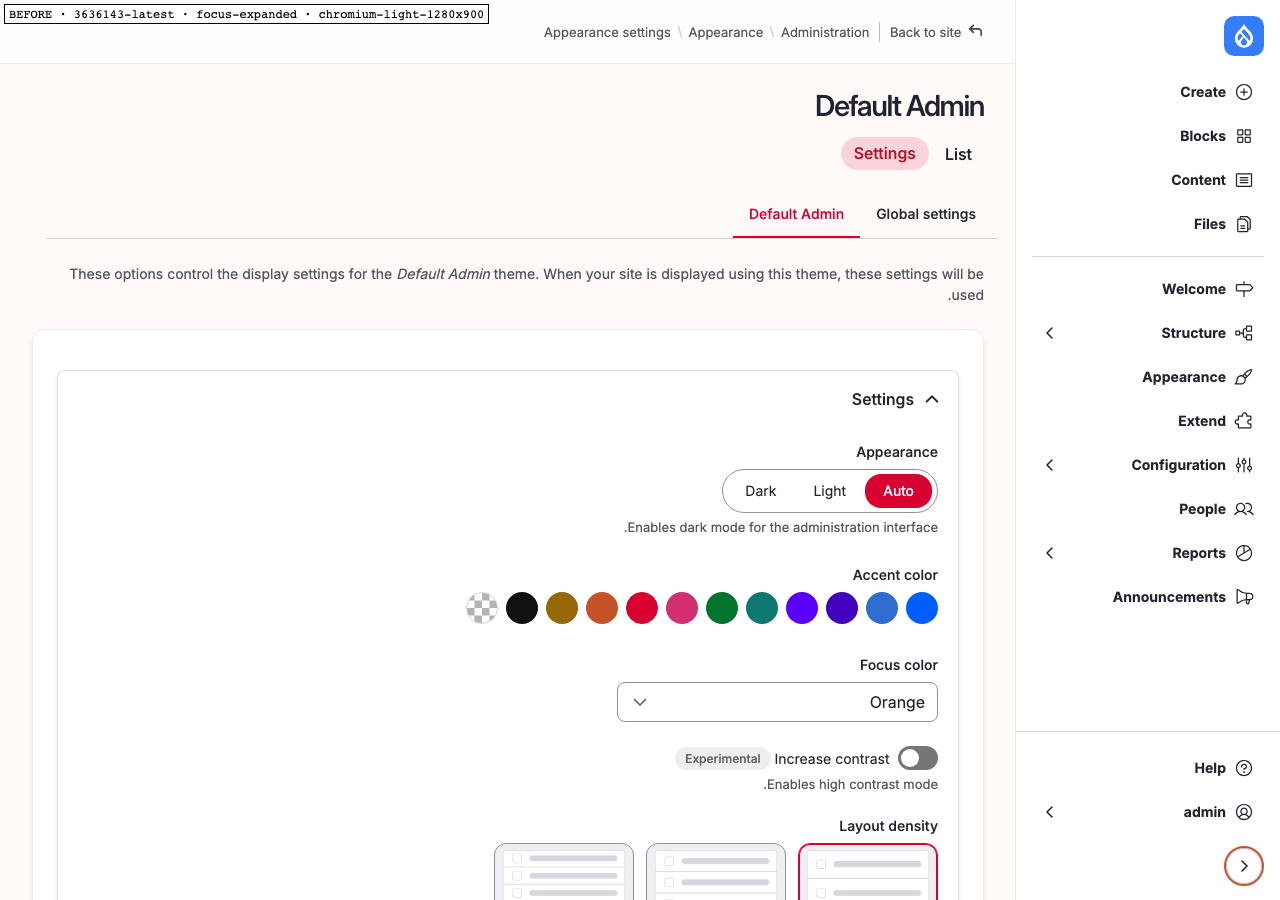 BEFORE • 3636143-latest • focus-expanded • chromium-light-1280x900
Back to site
Administration \ Appearance \ Appearance settings
Default Admin
Settings
List
Default Admin
Global settings
These options control the display settings for the Default Admin theme. When your site is displayed using this theme, these settings will be
.used
Settings
Appearance
Auto
Light
Dark
.Enables dark mode for the administration interface
Accent color
Focus color
Orange
Increase contrast
Experimental
.Enables high contrast mode
Layout density
Create
Blocks
Content
Files
Welcome
Structure
Appearance
Extend
Configuration
People
Reports
Announcements
Help
admin